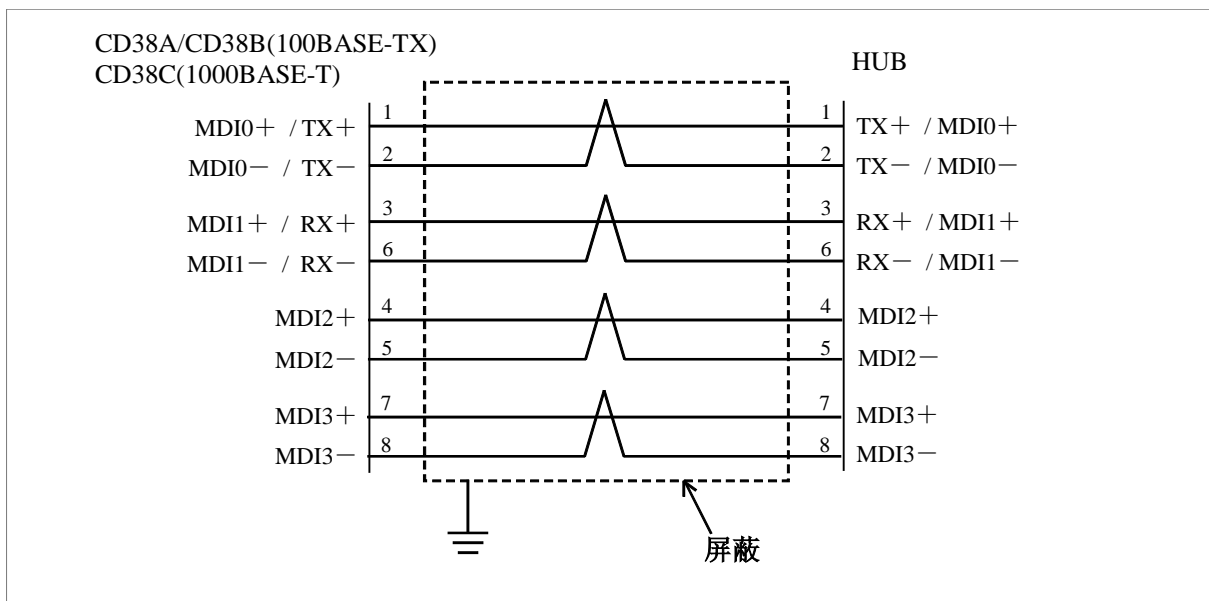 CD38A/CD38B(100BASE-TX)
CD38C(1000BASE-T)
HUB
MDI0+ / TX+ 1 1 TX+ / MDI0+
MDI0- / TX- 2 2 TX- / MDI0-
MDI1+ / RX+ 3 3 RX+ / MDI1+
MDI1- / RX- 6 6 RX- / MDI1-
MDI2+ 4 4 MDI2+
MDI2- 5 5 MDI2-
MDI3+ 7 7 MDI3+
MDI3- 8 8 MDI3-
屏蔽